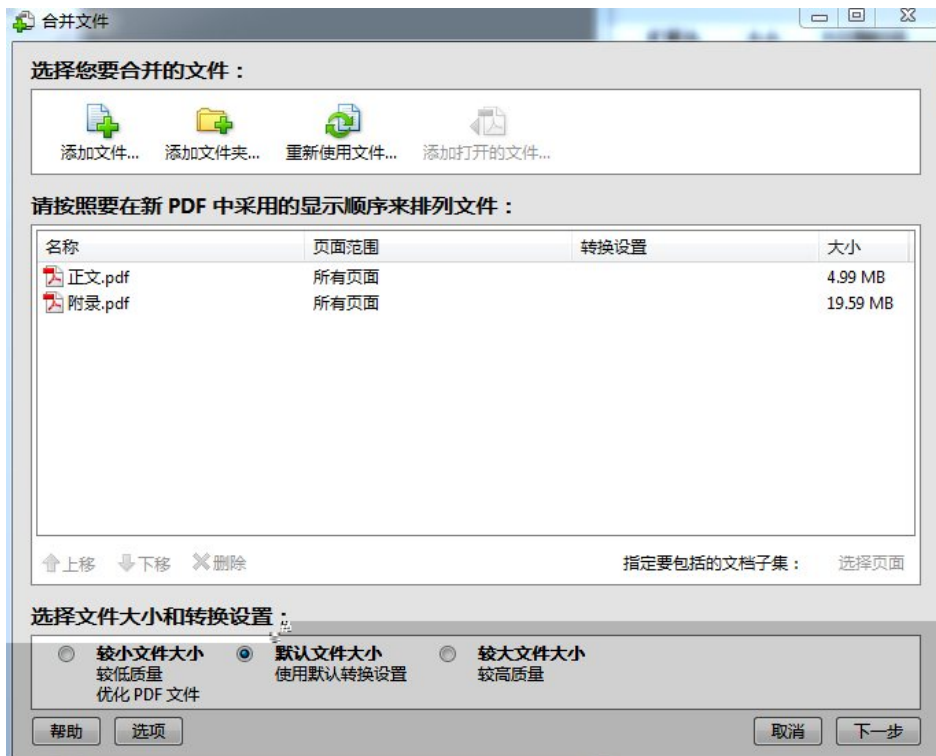 合并文件
选择您要合并的文件：
添加文件... 添加文件夹... 重新使用文件... 添加打开的文件...
请按照要在新 PDF 中采用的显示顺序来排列文件：
名称 页面范围 转换设置 大小
正文.pdf 所有页面 4.99 MB
附录.pdf 所有页面 19.59 MB
上移 下移 删除 指定要包括的文档子集： 选择页面
选择文件大小和转换设置：
较小文件大小 默认文件大小 较大文件大小
较低质量 使用默认转换设置 较高质量
优化 PDF 文件
帮助 选项 取消 下一步